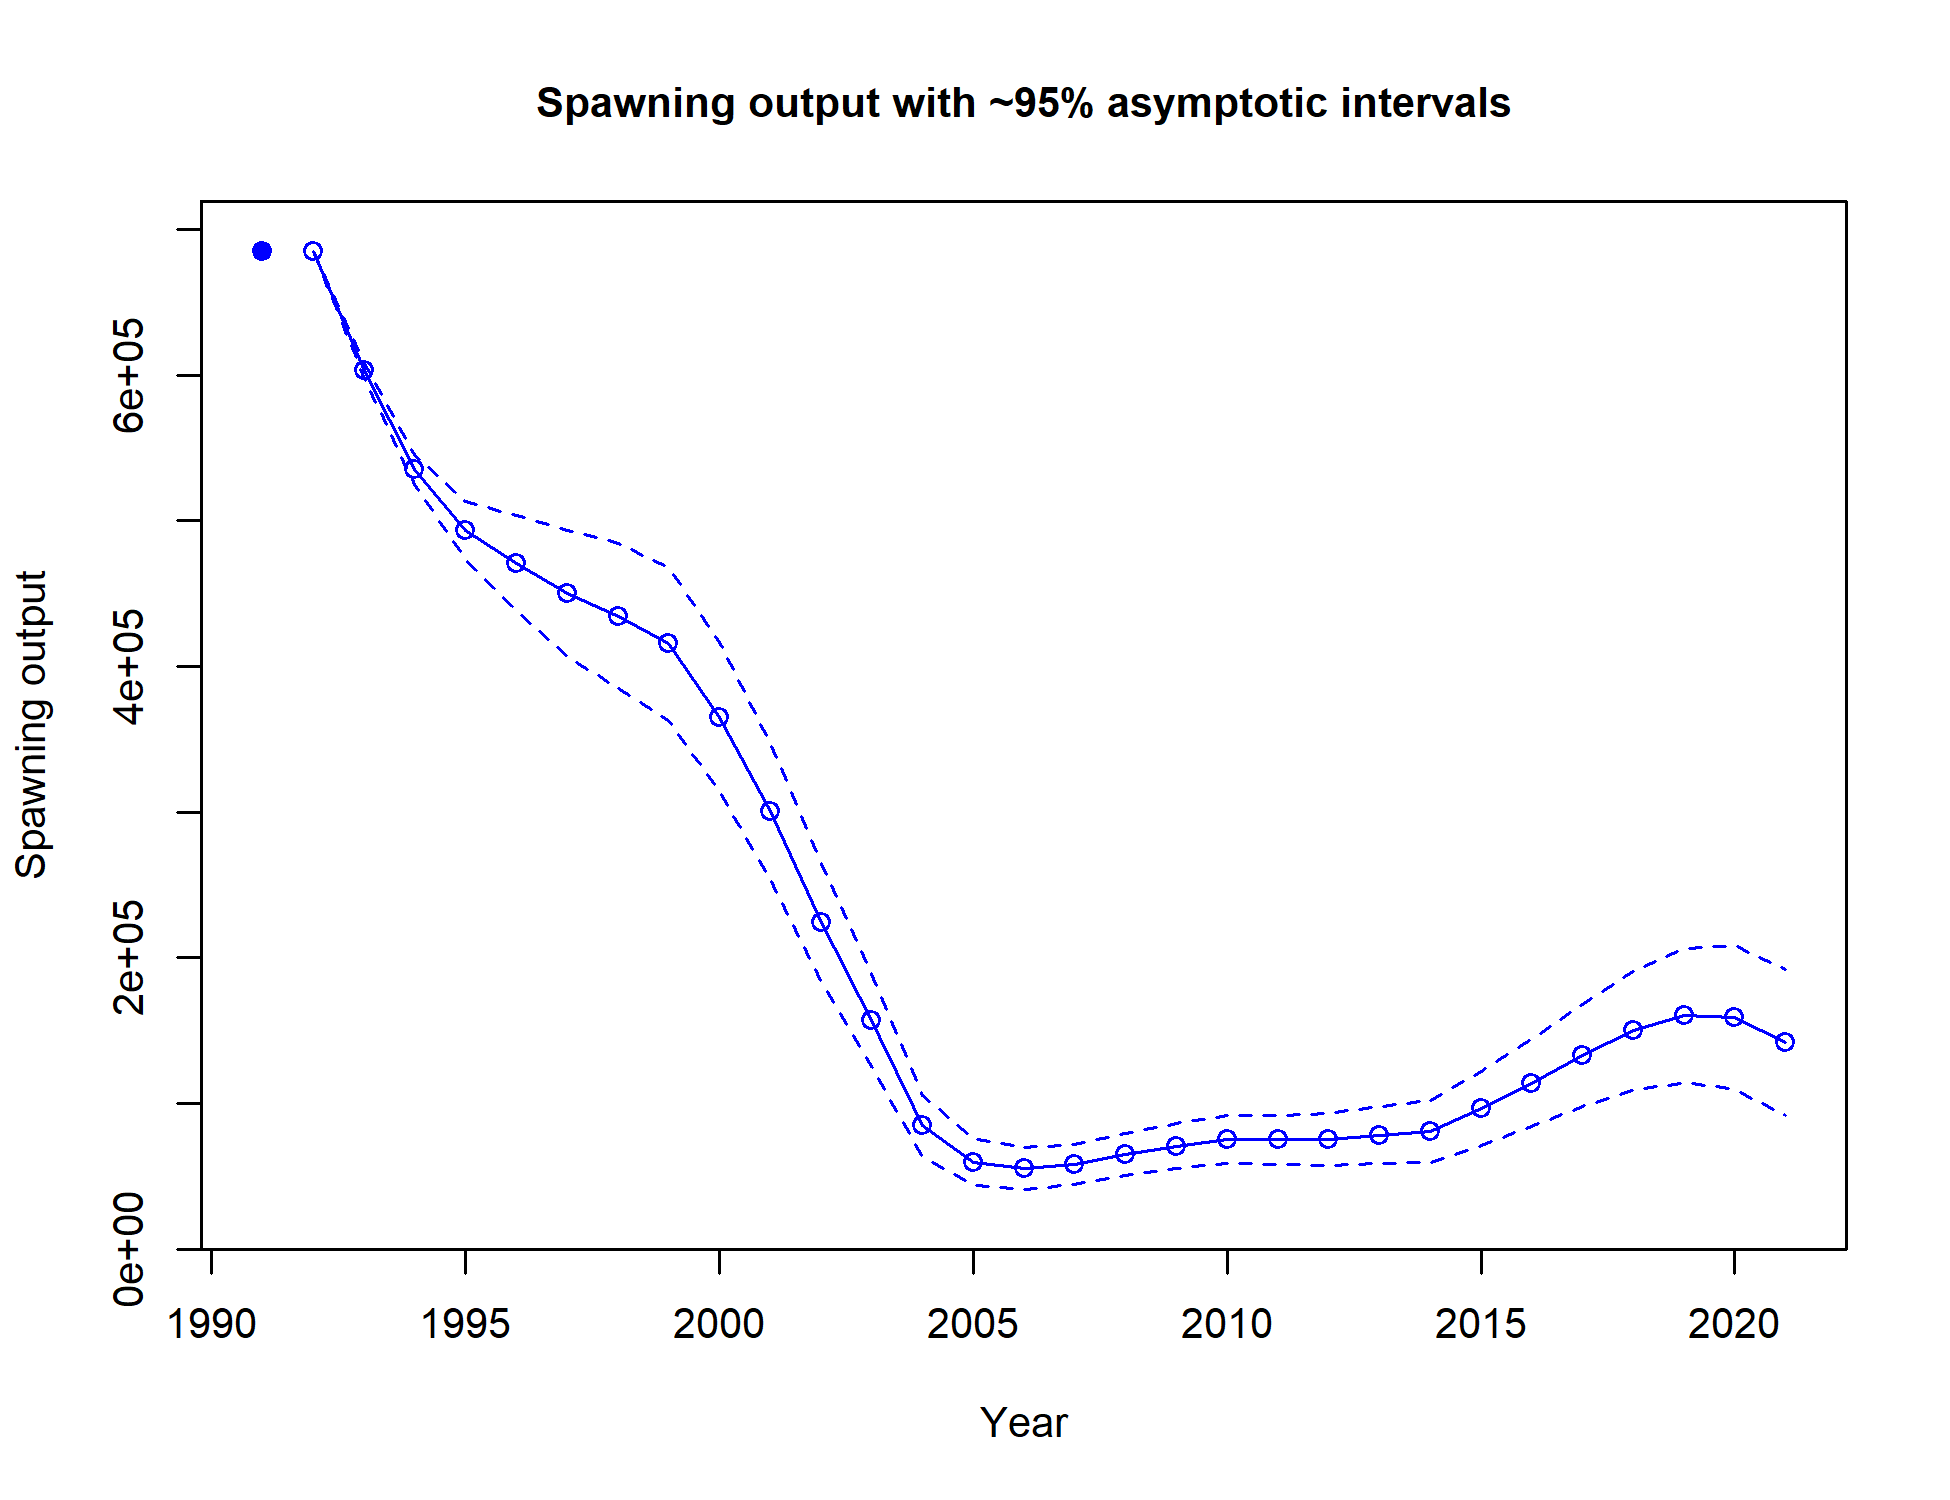 Spawning output with ~95% asymptotic intervals
Spawning output
6e+05
4e+05
2e+05
0e+00
1990 1995 2000 2005 2010 2015 2020
Year